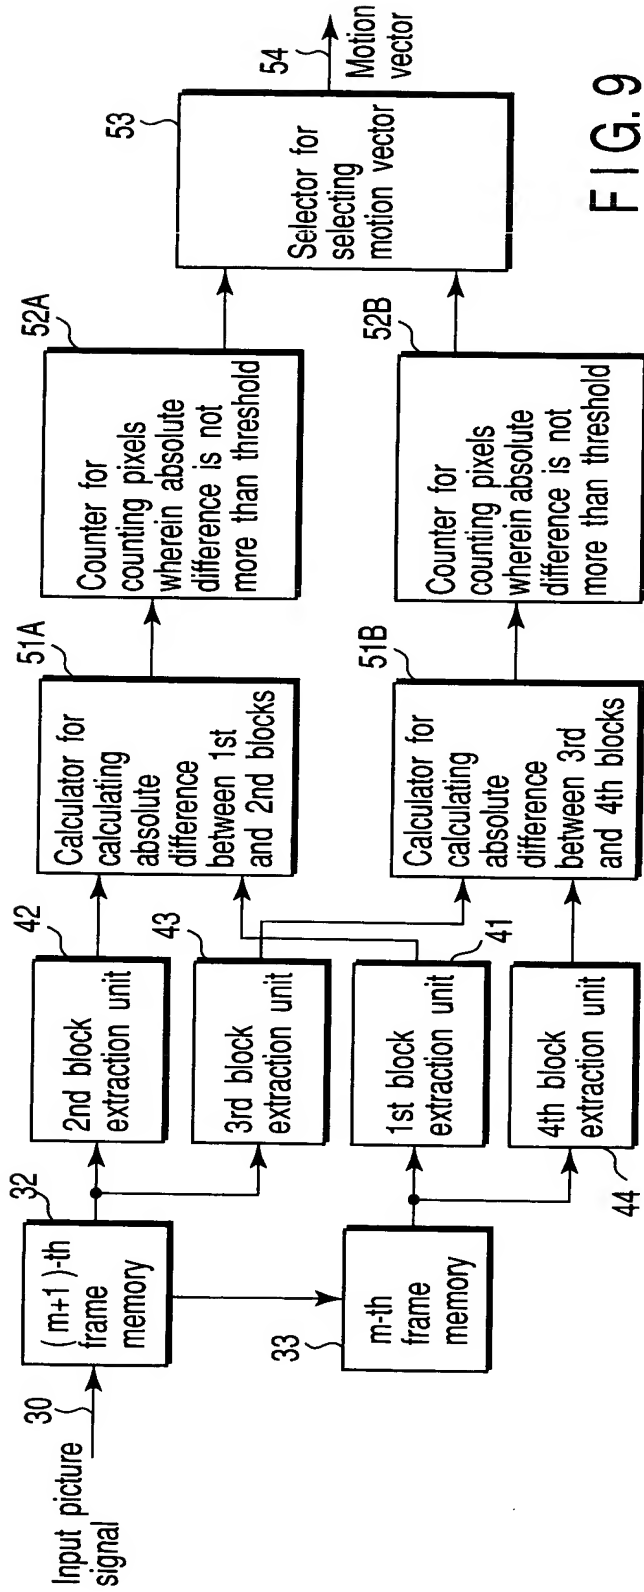 Input picture
signal
30
32
(m+1)-th
frame
memory
33
m-th
frame
memory
42
2nd block
extraction unit
43
3rd block
extraction unit
41
1st block
extraction unit
44
4th block
extraction unit
51A
Calculator for
calculating
absolute
difference
between 1st
and 2nd blocks
51B
Calculator for
calculating
absolute
difference
between 3rd
and 4th blocks
52A
Counter for
counting pixels
wherein absolute
difference is not
more than threshold
52B
Counter for
counting pixels
wherein absolute
difference is not
more than threshold
53
Selector for
selecting
motion vector
54
Motion
vector
FIG. 9